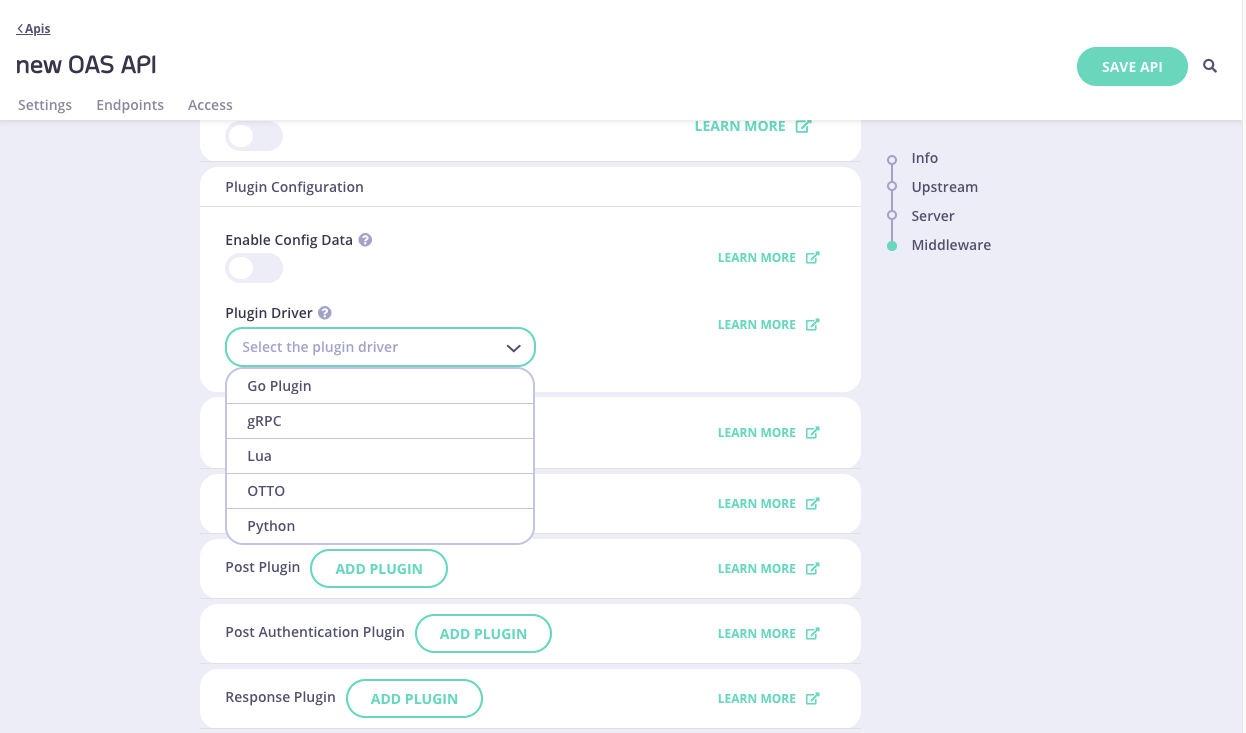 Apis
new OAS API
SAVE API
Settings Endpoints Access
LEARN MORE
Info
Upstream
Server
Middleware
Plugin Configuration
Enable Config Data ?
LEARN MORE
Plugin Driver ?
LEARN MORE
Select the plugin driver
Go Plugin
gRPC
LEARN MORE
Lua
OTTO
LEARN MORE
Python
Post Plugin ADD PLUGIN LEARN MORE
Post Authentication Plugin ADD PLUGIN LEARN MORE
Response Plugin ADD PLUGIN LEARN MORE